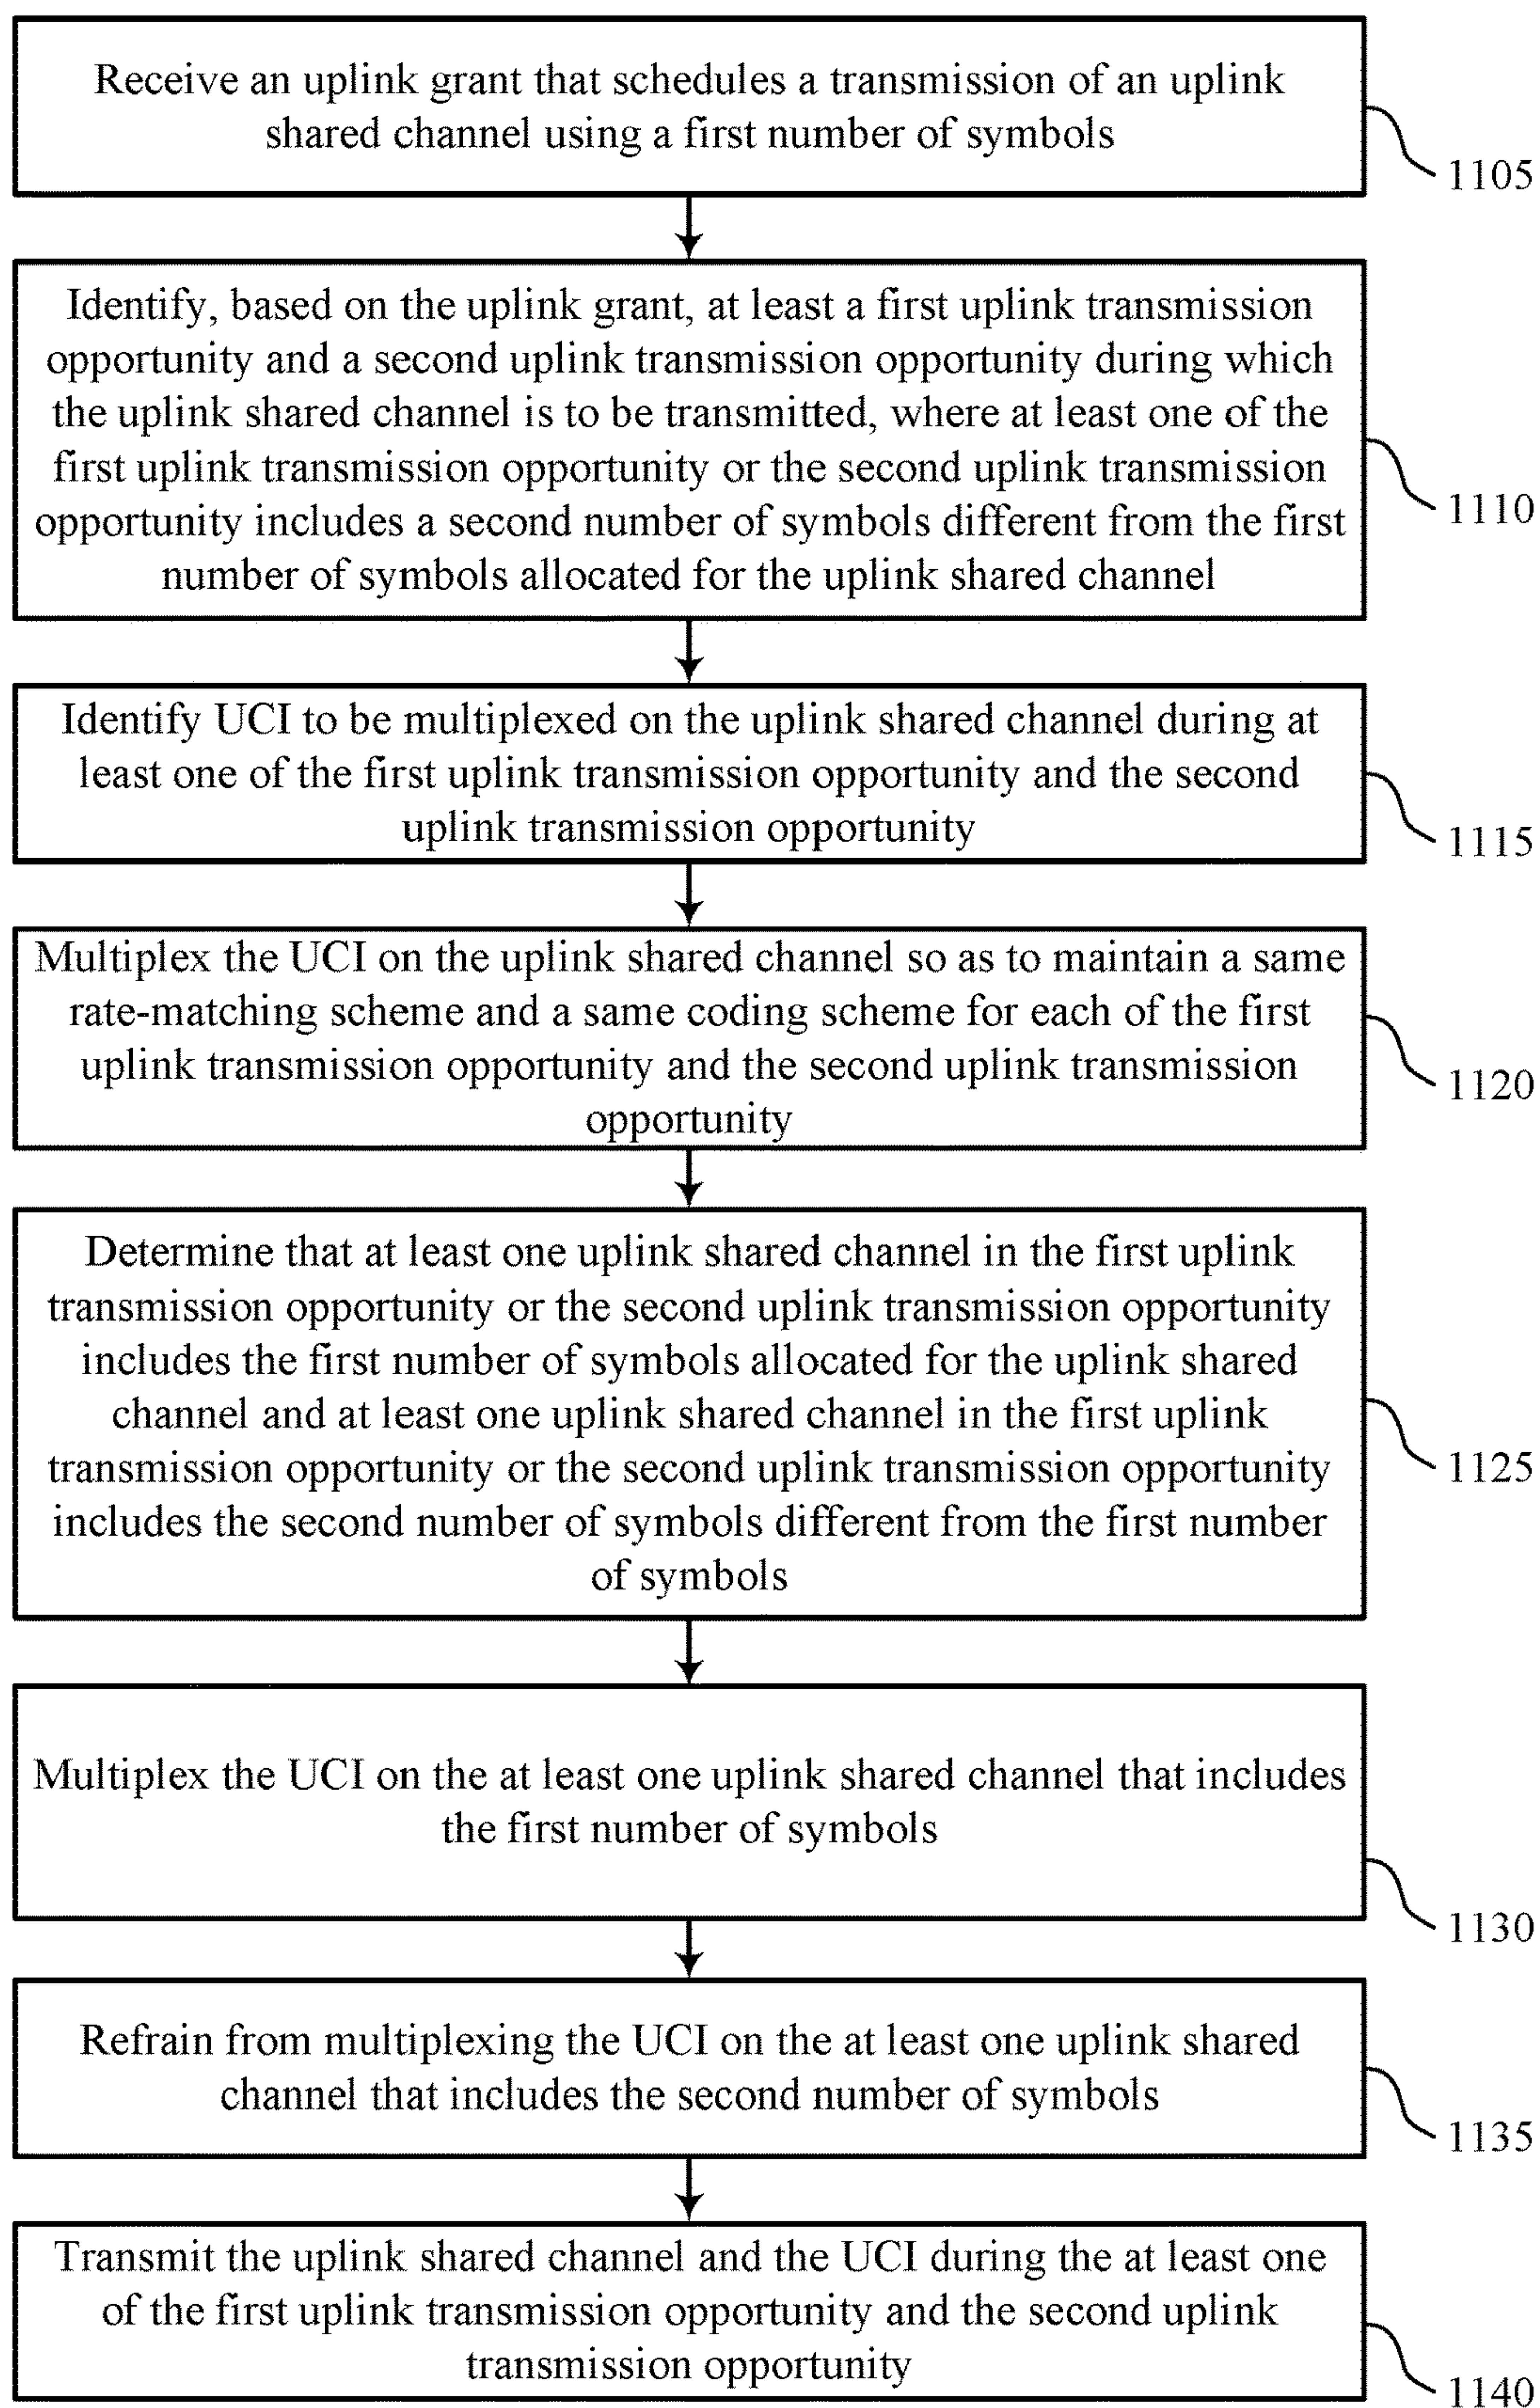 Receive an uplink grant that schedules a transmission of an uplink
shared channel using a first number of symbols
1105
Identify, based on the uplink grant, at least a first uplink transmission
opportunity and a second uplink transmission opportunity during which
the uplink shared channel is to be transmitted, where at least one of the
first uplink transmission opportunity or the second uplink transmission
opportunity includes a second number of symbols different from the first
number of symbols allocated for the uplink shared channel
1110
Identify UCI to be multiplexed on the uplink shared channel during at
least one of the first uplink transmission opportunity and the second
uplink transmission opportunity
1115
Multiplex the UCI on the uplink shared channel so as to maintain a same
rate-matching scheme and a same coding scheme for each of the first
uplink transmission opportunity and the second uplink transmission
opportunity
1120
Determine that at least one uplink shared channel in the first uplink
transmission opportunity or the second uplink transmission opportunity
includes the first number of symbols allocated for the uplink shared
channel and at least one uplink shared channel in the first uplink
transmission opportunity or the second uplink transmission opportunity
includes the second number of symbols different from the first number
of symbols
1125
Multiplex the UCI on the at least one uplink shared channel that includes
the first number of symbols
1130
Refrain from multiplexing the UCI on the at least one uplink shared
channel that includes the second number of symbols
1135
Transmit the uplink shared channel and the UCI during the at least one
of the first uplink transmission opportunity and the second uplink
transmission opportunity
1140